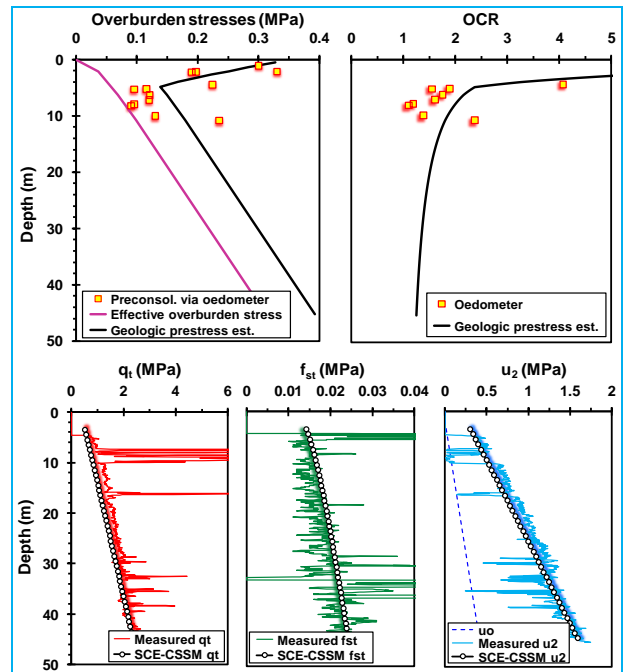 Overburden stresses (MPa)
0 0.1 0.2 0.3 0.4
Depth (m)
0
10
20
30
40
50
Preconsol. via oedometer
Effective overburden stress
Geologic prestress est.
OCR
0 1 2 3 4 5
Oedometer
Geologic prestress est.
qt (MPa)
0 2 4 6
Depth (m)
0
10
20
30
40
50
Measured qt
SCE-CSSM qt
fst (MPa)
0 0.01 0.02 0.03 0.04
Measured fst
SCE-CSSM fst
u2 (MPa)
0 0.5 1 1.5 2
uo
Measured u2
SCE-CSSM u2